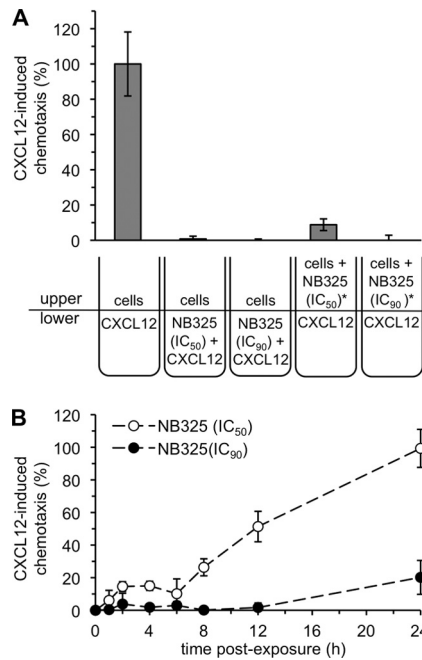 A
CXCL12-induced
chemotaxis (%)
120
100
80
60
40
20
0
upper
lower
cells
CXCL12
cells
NB325
(IC50) +
CXCL12
cells
NB325
(IC90) +
CXCL12
cells +
NB325
(IC50)*
CXCL12
cells +
NB325
(IC90)*
CXCL12
B
CXCL12-induced
chemotaxis (%)
120
100
80
60
40
20
0
NB325 (IC50)
NB325(IC90)
0 4 8 12 16 20 24
time post-exposure (h)